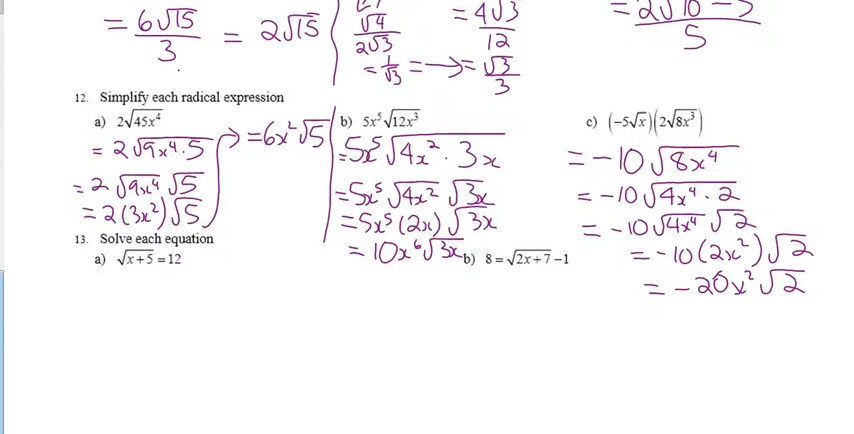 = 6√15/3 = 2√15
√4/2√3
= 1/√3 = → = √3/3
= 4√3/12
5
12. Simplify each radical expression
a) 2√45x⁴
= 2√9x⁴·5
= 2√9x⁴ √5
= 2(3x²)√5
→ = 6x²√5
b) 5x⁵√12x³
= 5x⁵√4x²·3x
= 5x⁵√4x² √3x
= 5x⁵(2x)√3x
= 10x⁶√3x
c) (−5√x)(2√8x³)
= −10√8x⁴
= −10√4x⁴·2
= −10√4x⁴ √2
= −10(2x²)√2
= −20x²√2
13. Solve each equation
a) √x+5 = 12
b) 8 = √2x+7 −1